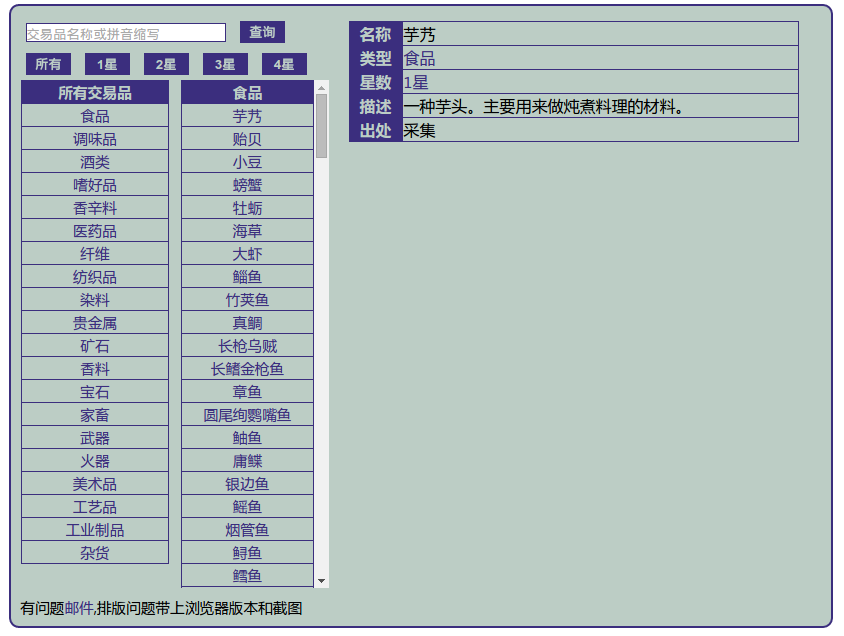 交易品名称或拼音缩写 查询
所有 1星 2星 3星 4星
所有交易品
食品
调味品
酒类
嗜好品
香辛料
医药品
纤维
纺织品
染料
贵金属
矿石
香料
宝石
家畜
武器
火器
美术品
工艺品
工业制品
杂货
食品
芋艿
贻贝
小豆
螃蟹
牡蛎
海草
大虾
鲻鱼
竹荚鱼
真鲷
长枪乌贼
长鳍金枪鱼
章鱼
圆尾绚鹦嘴鱼
鲉鱼
庸鲽
银边鱼
鳐鱼
烟管鱼
鲟鱼
鳕鱼
名称 芋艿
类型 食品
星数 1星
描述 一种芋头。主要用来做炖煮料理的材料。
出处 采集
有问题邮件,排版问题带上浏览器版本和截图